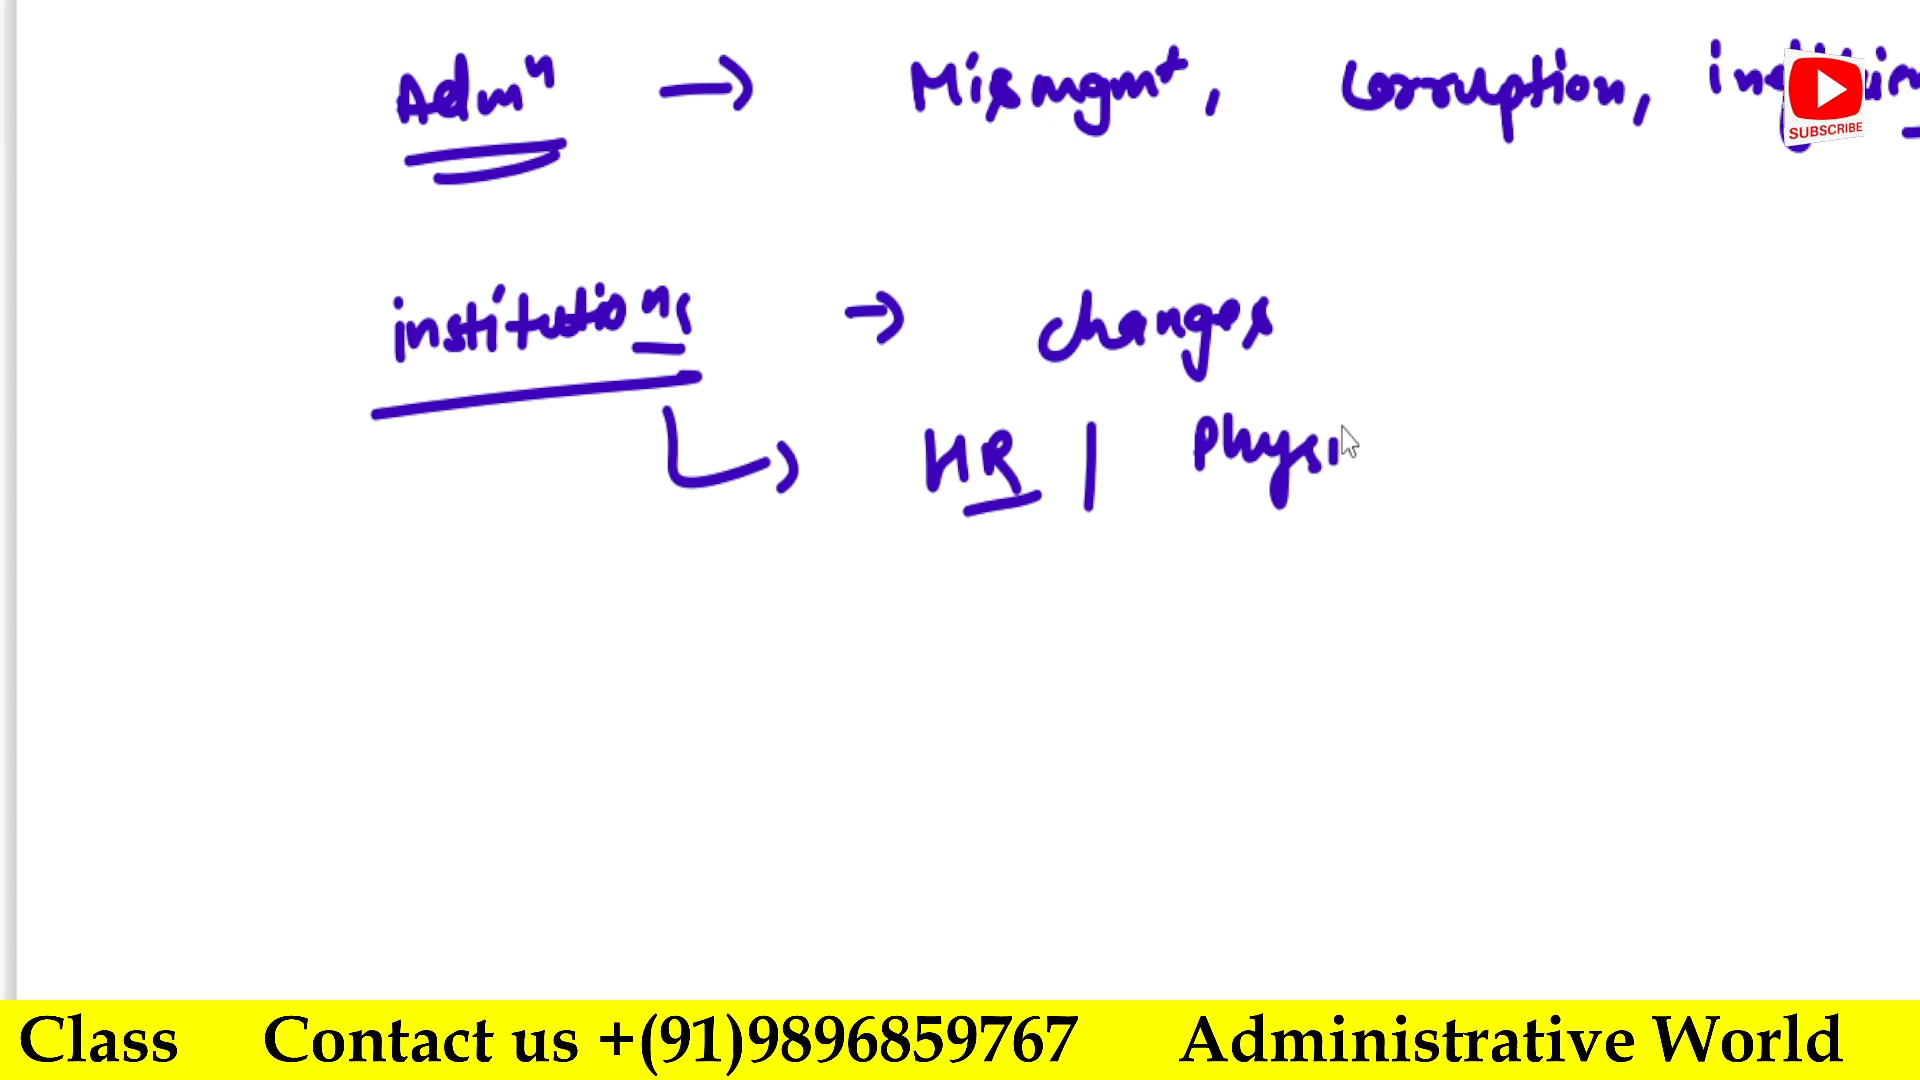 Admⁿ → Mismgmt, Corruption,
SUBSCRIBE
institutions → changes
HR | Physi
Class Contact us +(91)9896859767 Administrative World